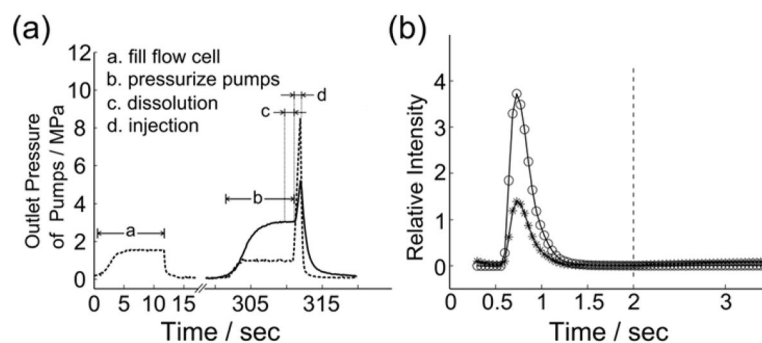 (a)
12
10
8
6
4
2
0
Outlet Pressure
of Pumps / MPa
a. fill flow cell
b. pressurize pumps
c. dissolution
d. injection
a
b
c
d
0 5 10 15 305 315
Time / sec
(b)
4
3
2
1
0
Relative Intensity
0 0.5 1 1.5 2 3
Time / sec